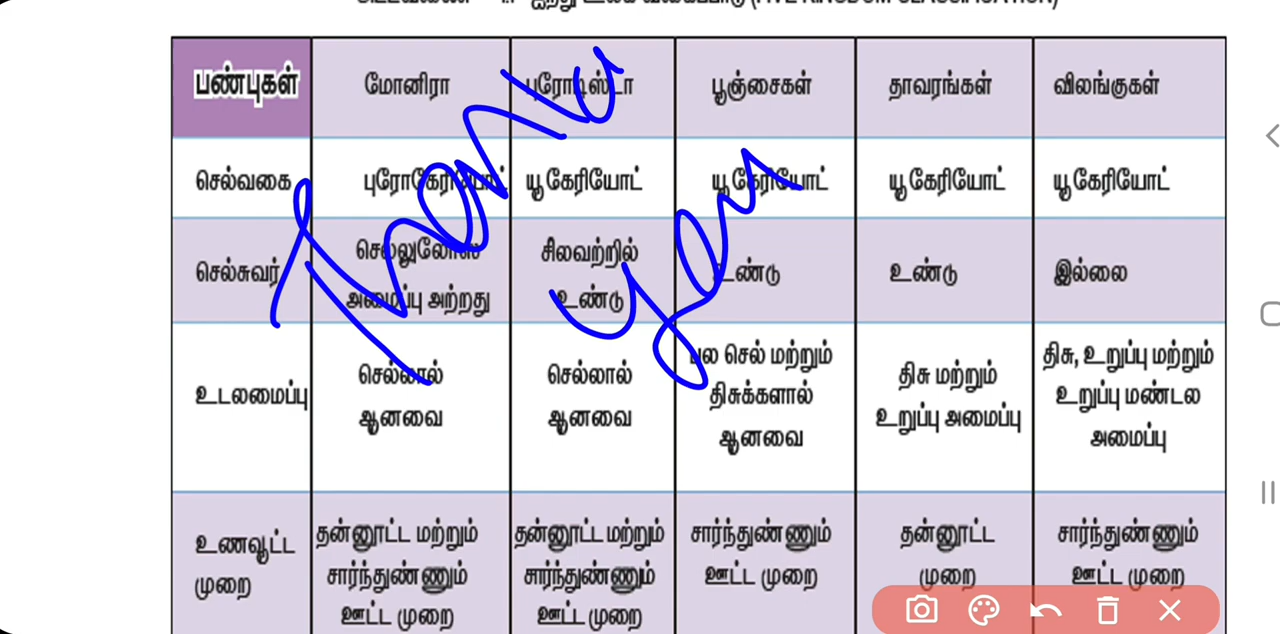 பண்புகள் மோனிரா புரோடிஸ்டா பூஞ்சைகள் தாவரங்கள் விலங்குகள்
செல்வகை புரோகேரியோட் யூகேரியோட் யூகேரியோட் யூகேரியோட் யூகேரியோட்
செல்சுவர் செல்லுலோஸ் அமைப்பு அற்றது சிலவற்றில் உண்டு உண்டு உண்டு இல்லை
உடலமைப்பு செல்லால் ஆனவை செல்லால் ஆனவை பல செல் மற்றும் திசுக்களால் ஆனவை திசு மற்றும் உறுப்பு அமைப்பு திசு, உறுப்பு மற்றும் உறுப்பு மண்டல அமைப்பு
உணவூட்ட முறை தன்னூட்ட மற்றும் சார்ந்துண்ணும் ஊட்ட முறை தன்னூட்ட மற்றும் சார்ந்துண்ணும் ஊட்ட முறை சார்ந்துண்ணும் ஊட்ட முறை தன்னூட்ட முறை சார்ந்துண்ணும் ஊட்ட முறை
Thank
you